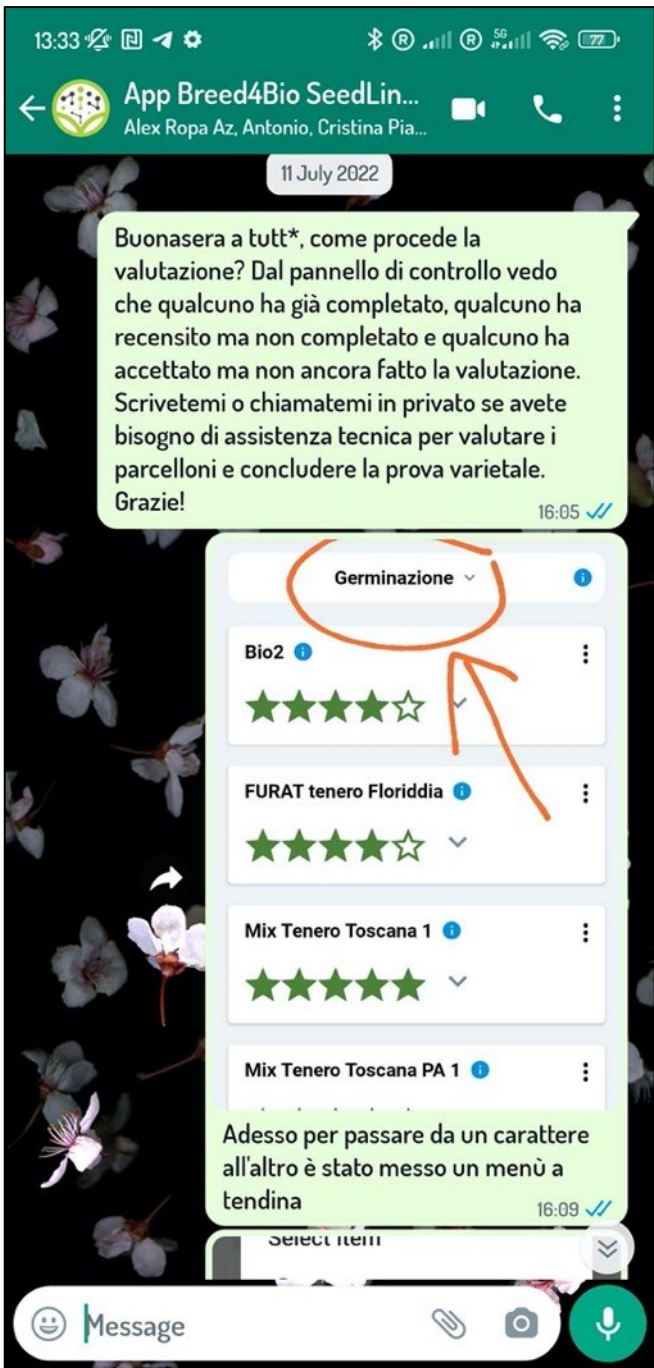 13:33
5G
77
App Breed4Bio SeedLin...
Alex Ropa Az, Antonio, Cristina Pia...
11 July 2022
Buonasera a tutt*, come procede la
valutazione? Dal pannello di controllo vedo
che qualcuno ha già completato, qualcuno ha
recensito ma non completato e qualcuno ha
accettato ma non ancora fatto la valutazione.
Scrivetemi o chiamatemi in privato se avete
bisogno di assistenza tecnica per valutare i
parcelloni e concludere la prova varietale.
Grazie!
16:05
Germinazione
Bio2
FURAT tenero Floriddia
Mix Tenero Toscana 1
Mix Tenero Toscana PA 1
Adesso per passare da un carattere
all'altro è stato messo un menù a
tendina
16:09
Select Item
Message